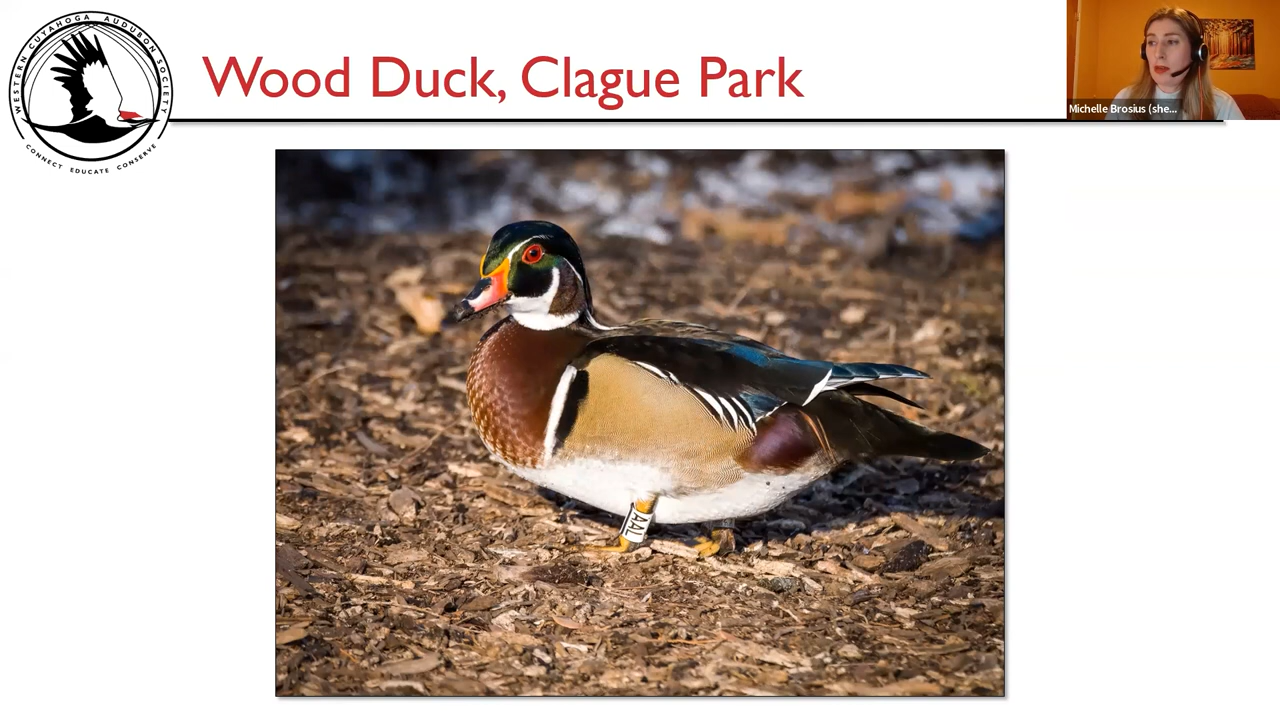 WESTERN CUYAHOGA AUDUBON SOCIETY
CONNECT EDUCATE CONSERVE
Wood Duck, Clague Park
Michelle Brosius (she...
AAL